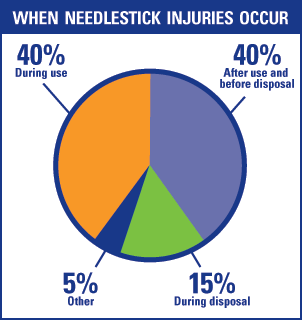 WHEN NEEDLESTICK INJURIES OCCUR
40%
During use
40%
After use and
before disposal
5%
Other
15%
During disposal